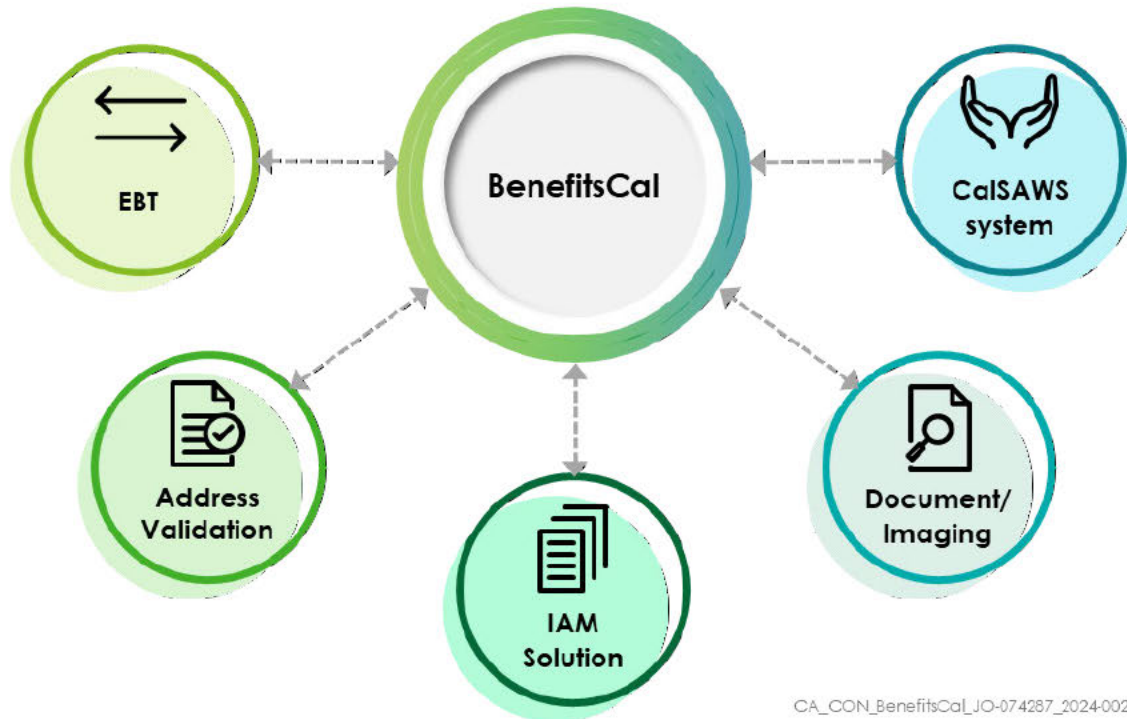 BenefitsCal
EBT
CalSAWS
system
Address
Validation
Document/
Imaging
IAM
Solution
CA_CON_BenefitsCal_JO-074287_2024-002